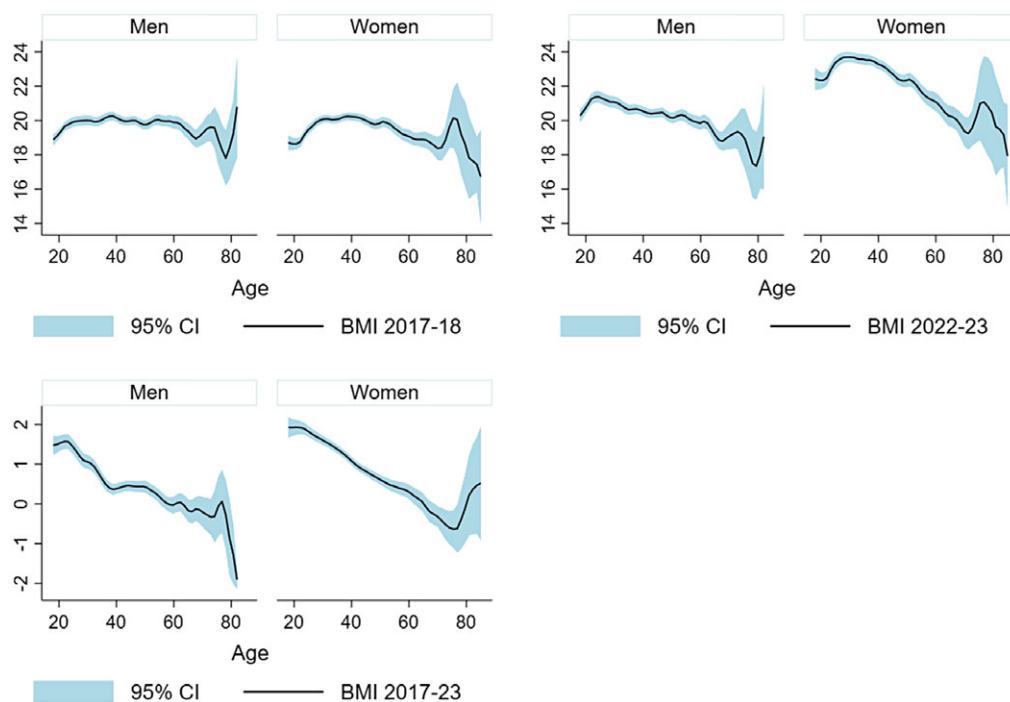 Men Women
24
22
20
18
16
14
20 40 60 80 20 40 60 80
Age
95% CI BMI 2017-18
Men Women
24
22
20
18
16
14
20 40 60 80 20 40 60 80
Age
95% CI BMI 2022-23
Men Women
2
1
0
-1
-2
20 40 60 80 20 40 60 80
Age
95% CI BMI 2017-23